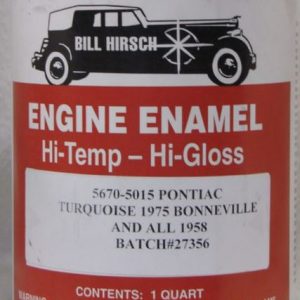 BILL HIRSCH
ENGINE ENAMEL
Hi-Temp – Hi-Gloss
5670-5015 PONTIAC
TURQUOISE 1975 BONNEVILLE
AND ALL 1958
BATCH#27356
CONTENTS: 1 QUART